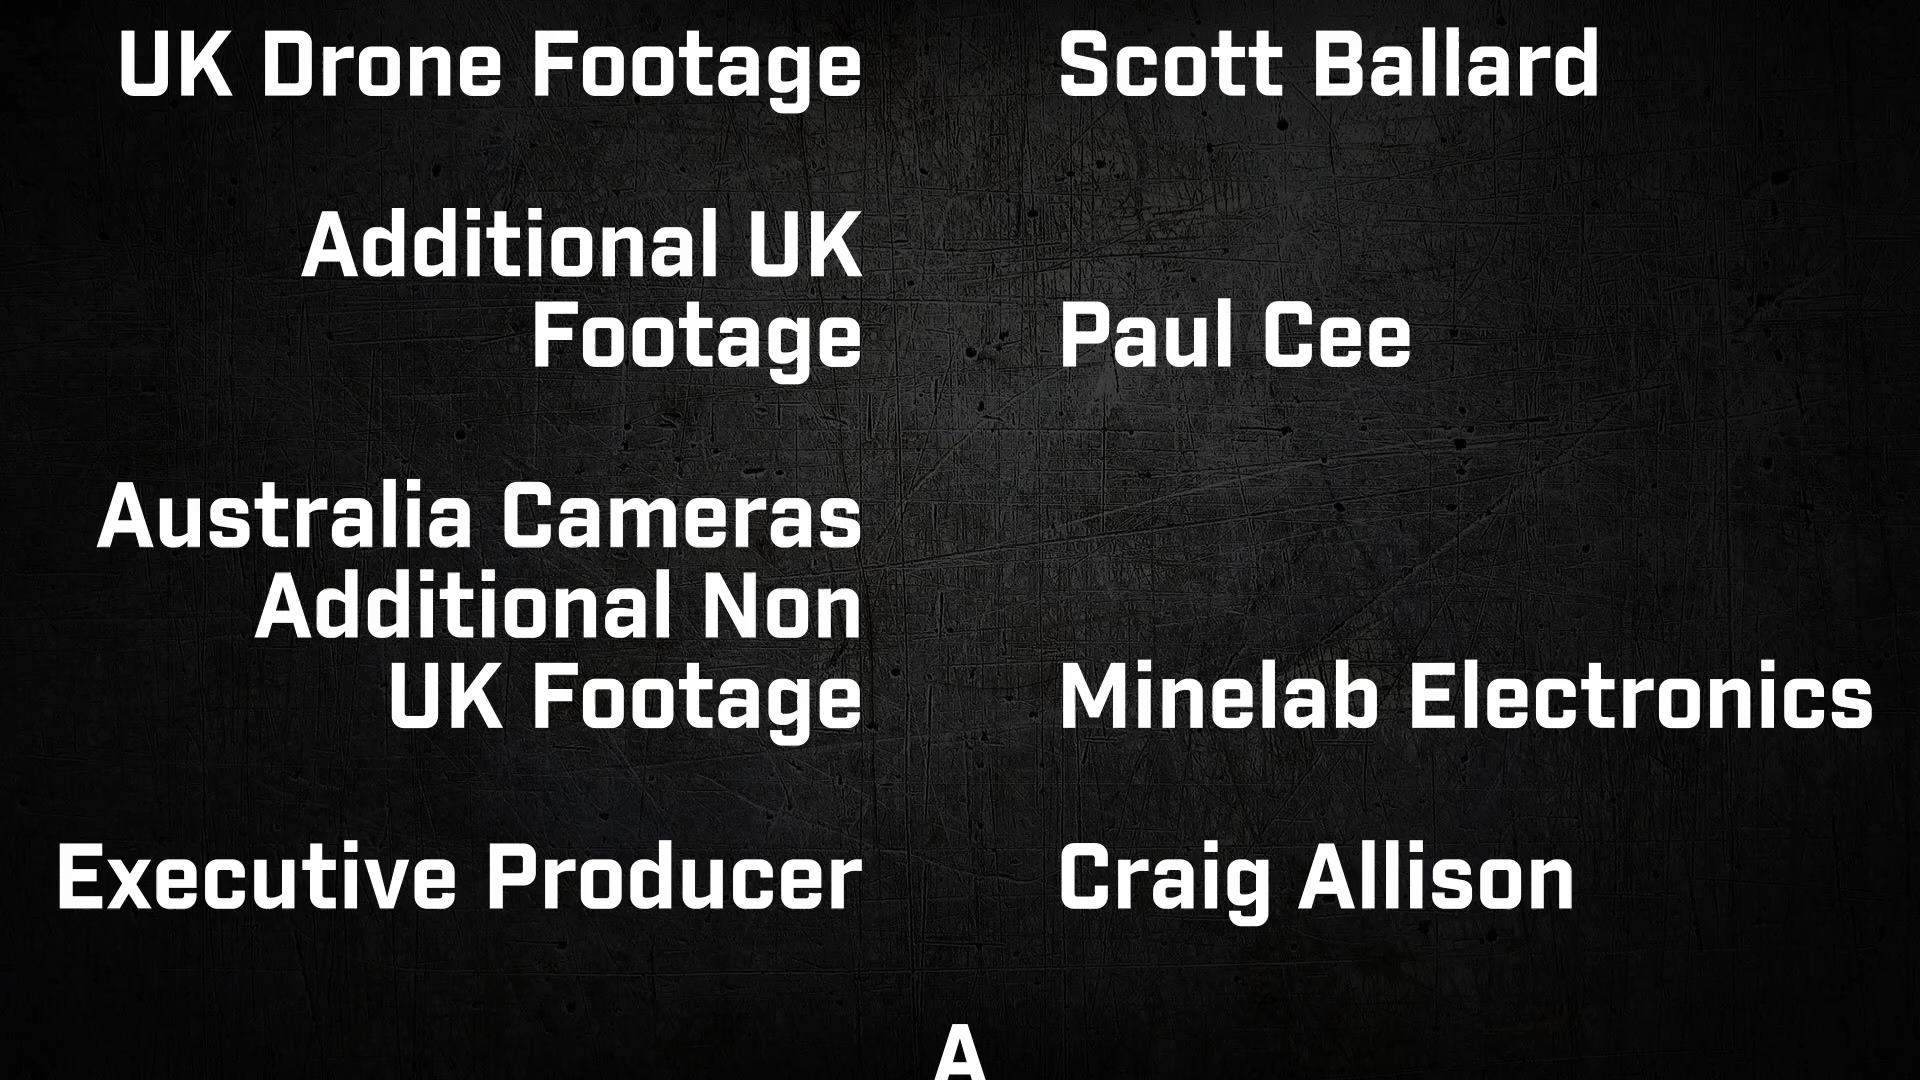 UK Drone Footage Scott Ballard
Additional UK
Footage Paul Cee
Australia Cameras
Additional Non
UK Footage Minelab Electronics
Executive Producer Craig Allison
A